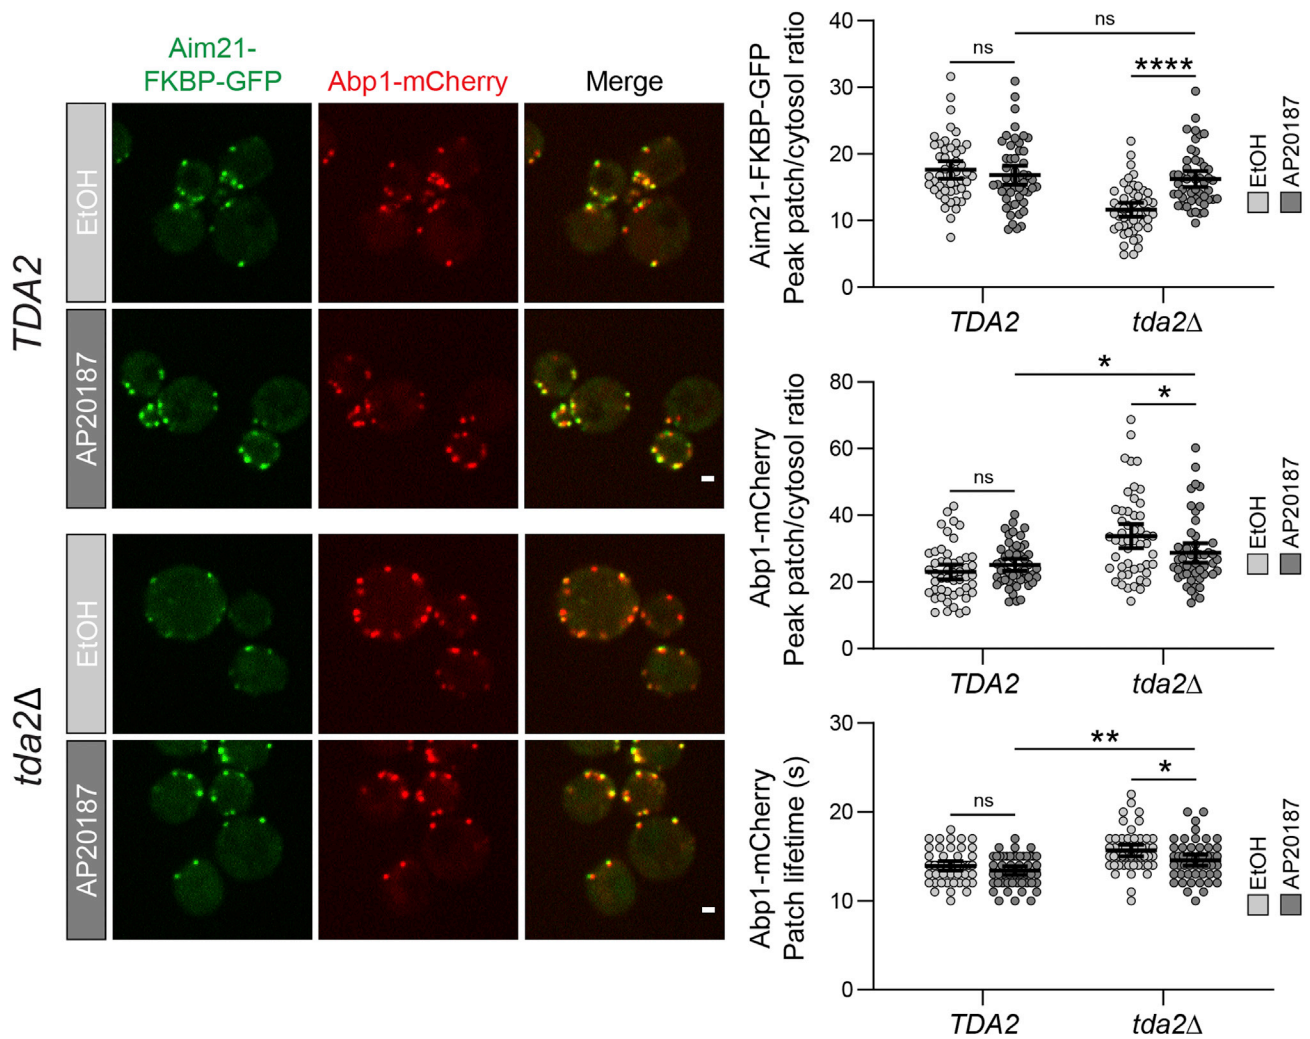 Aim21-
FKBP-GFP
Abp1-mCherry
Merge
TDA2
EtOH
AP20187
tda2Δ
EtOH
AP20187
Aim21-FKBP-GFP
Peak patch/cytosol ratio
40
30
20
10
0
ns
ns
****
TDA2
tda2Δ
EtOH
AP20187
Abp1-mCherry
Peak patch/cytosol ratio
80
60
40
20
0
ns
*
*
TDA2
tda2Δ
EtOH
AP20187
Abp1-mCherry
Patch lifetime (s)
30
20
10
0
ns
**
*
TDA2
tda2Δ
EtOH
AP20187